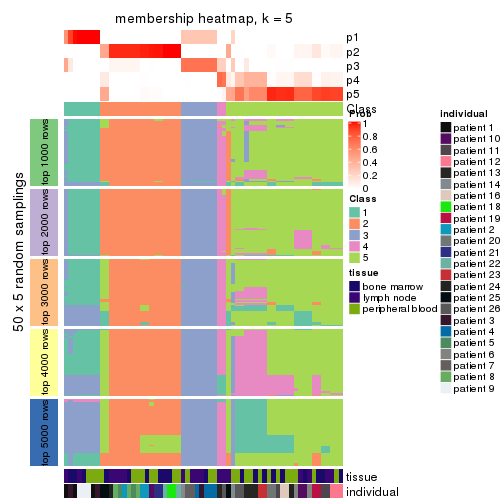 membership heatmap, k = 5
p1
p2
p3
p4
p5
Class
50 x 5 random samplings
top 1000 rows
top 2000 rows
top 3000 rows
top 4000 rows
top 5000 rows
tissue
individual
Prob
1
0.8
0.6
0.4
0.2
0
Class
1
2
3
4
5
tissue
bone marrow
lymph node
peripheral blood
individual
patient 1
patient 10
patient 11
patient 12
patient 13
patient 14
patient 16
patient 18
patient 19
patient 2
patient 20
patient 21
patient 22
patient 23
patient 24
patient 25
patient 26
patient 3
patient 4
patient 5
patient 6
patient 7
patient 8
patient 9